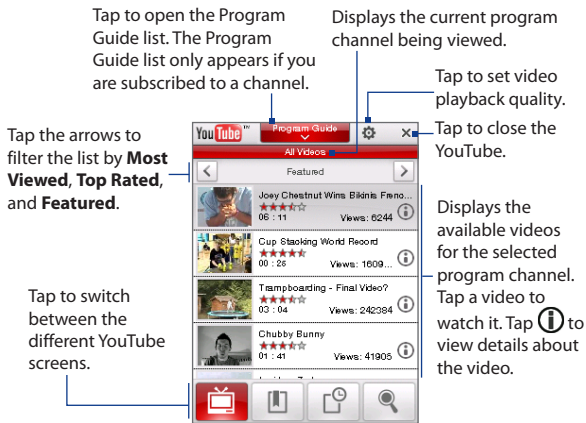 Tap to open the Program
Guide list. The Program
Guide list only appears if you
are subscribed to a channel.
Displays the current program
channel being viewed.
Tap to set video
playback quality.
Tap to close the
YouTube.
Tap the arrows to
filter the list by Most
Viewed, Top Rated,
and Featured.
You Tube ™
Program Guide
All Videos
Featured
Joey Chestnut Wins Bikinis Freno...
06 : 11 Views: 6244
Cup Stacking World Record
00 : 26 Views: 1609...
Trampboarding - Final Video?
03 : 04 Views: 242384
Chubby Bunny
01 : 41 Views: 41905
Displays the
available videos
for the selected
program channel.
Tap a video to
watch it. Tap to
view details about
the video.
Tap to switch
between the
different YouTube
screens.